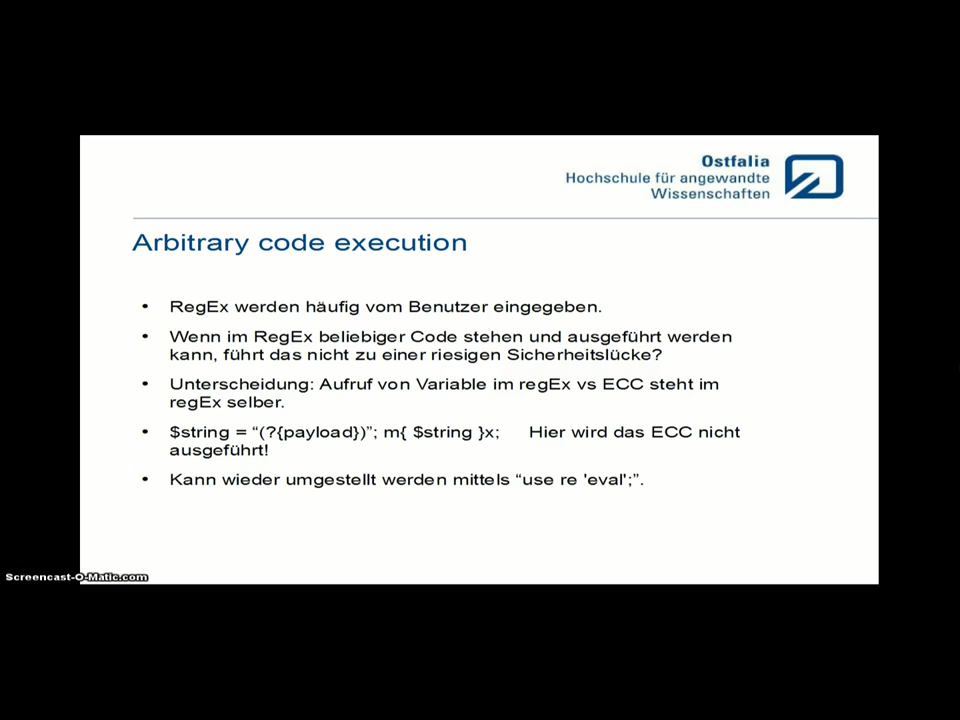 Ostfalia
Hochschule für angewandte
Wissenschaften
Arbitrary code execution
• RegEx werden häufig vom Benutzer eingegeben.
• Wenn im RegEx beliebiger Code stehen und ausgeführt werden
kann, führt das nicht zu einer riesigen Sicherheitslücke?
• Unterscheidung: Aufruf von Variable im regEx vs ECC steht im
regEx selber.
• $string = “(?{payload})”; m{ $string }x; Hier wird das ECC nicht
ausgeführt!
• Kann wieder umgestellt werden mittels “use re 'eval';”.
Screencast-O-Matic.com